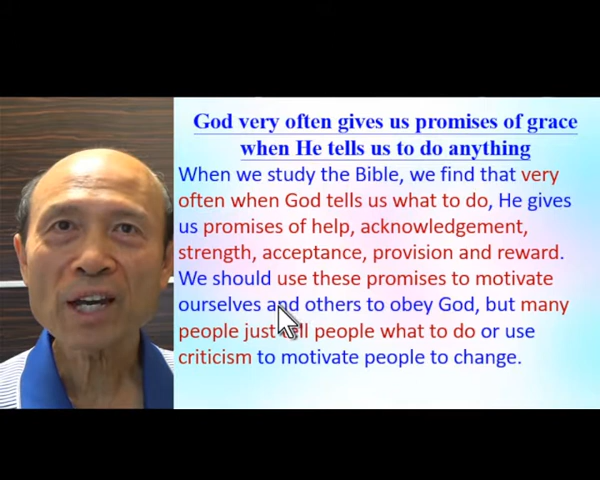 God very often gives us promises of grace
when He tells us to do anything
When we study the Bible, we find that very
often when God tells us what to do, He gives
us promises of help, acknowledgement,
strength, acceptance, provision and reward.
We should use these promises to motivate
ourselves and others to obey God, but many
people just tell people what to do or use
criticism to motivate people to change.